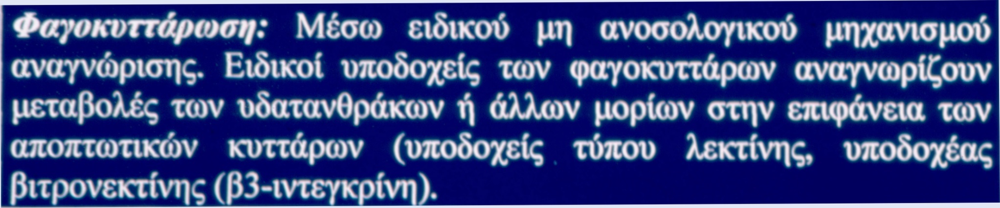 Φαγοκυττάρωση: Μέσω ειδικού μη ανοσολογικού μηχανισμού
αναγνώρισης. Ειδικοί υποδοχείς των φαγοκυττάρων αναγνωρίζουν
μεταβολές των υδατανθράκων ή άλλων μορίων στην επιφάνεια των
αποπτωτικών κυττάρων (υποδοχείς τύπου λεκτίνης, υποδοχέας
βιτρονεκτίνης (β3-ιντεγκρίνη).